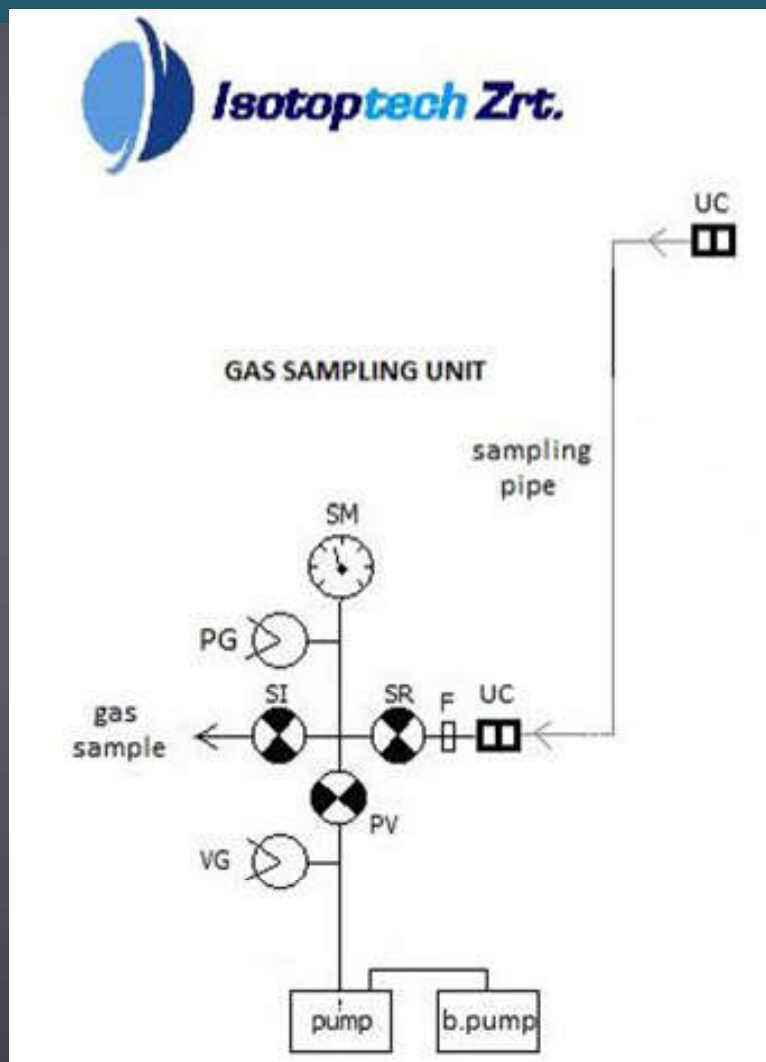 Isotoptech Zrt.
UC
GAS SAMPLING UNIT
sampling
pipe
SM
PG
SI
SR
F
UC
gas
sample
PV
VG
pump
b.pump